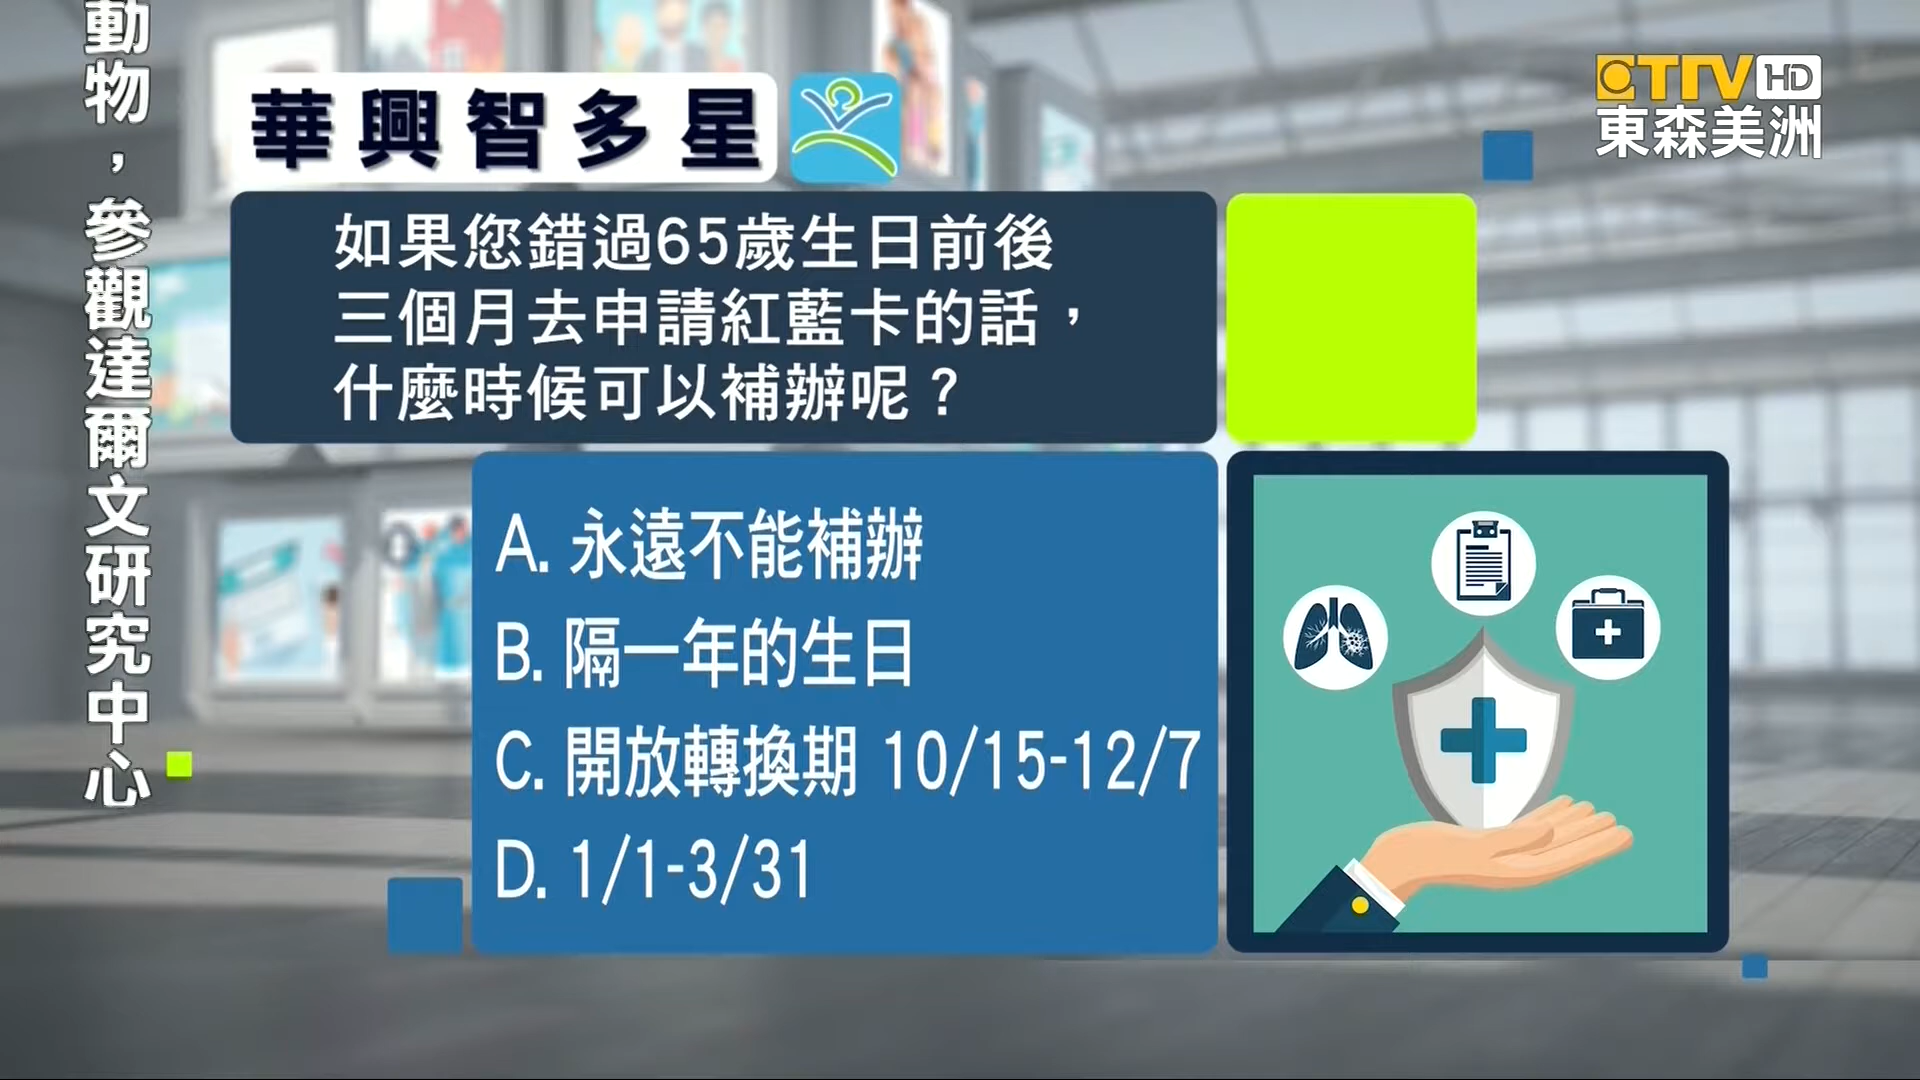 動物，參觀達爾文研究中心
華興智多星
ETTV HD
東森美洲
如果您錯過65歲生日前後
三個月去申請紅藍卡的話，
什麼時候可以補辦呢？
A. 永遠不能補辦
B. 隔一年的生日
C. 開放轉換期 10/15-12/7
D. 1/1-3/31